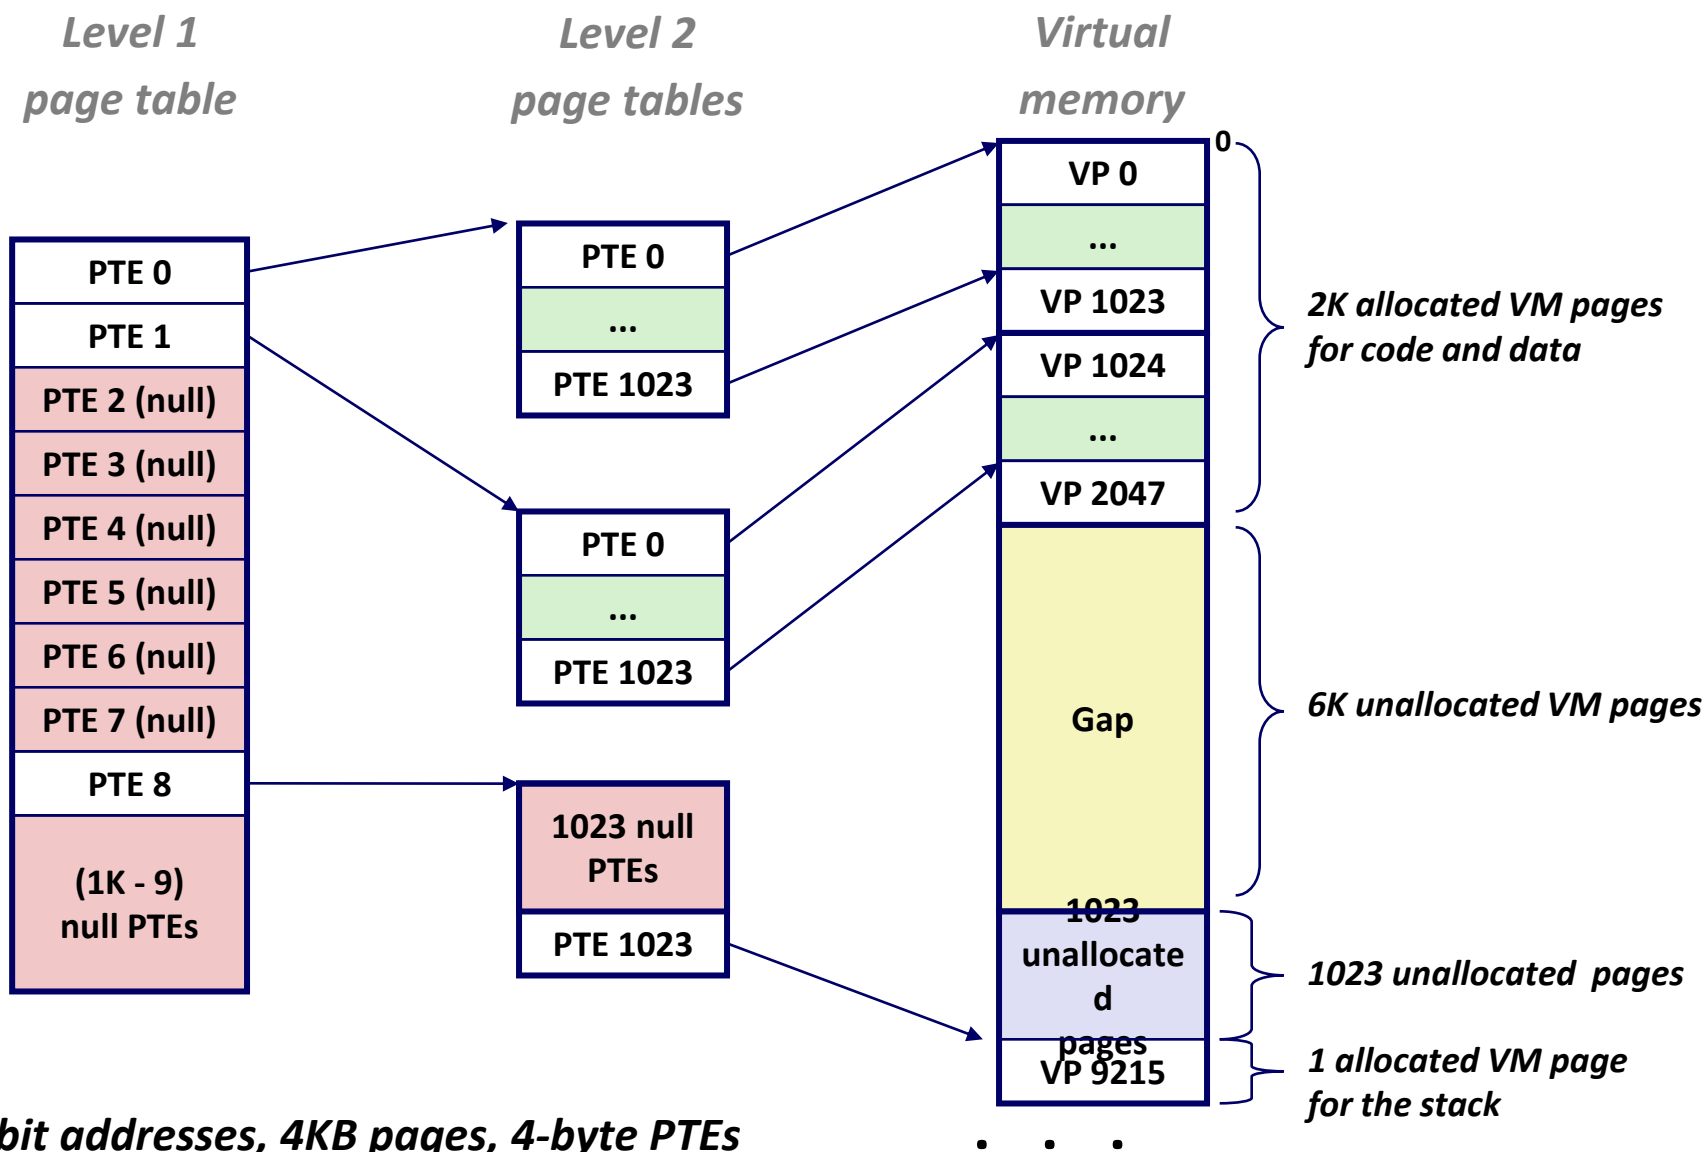 Level 1
page table
Level 2
page tables
Virtual
memory
PTE 0
PTE 1
PTE 2 (null)
PTE 3 (null)
PTE 4 (null)
PTE 5 (null)
PTE 6 (null)
PTE 7 (null)
PTE 8
(1K - 9)
null PTEs
PTE 0
...
PTE 1023
PTE 0
...
PTE 1023
1023 null
PTEs
PTE 1023
0
VP 0
...
VP 1023
VP 1024
...
VP 2047
Gap
1023
unallocate
d
pages
VP 9215
2K allocated VM pages
for code and data
6K unallocated VM pages
1023 unallocated pages
1 allocated VM page
for the stack
bit addresses, 4KB pages, 4-byte PTEs
. . .